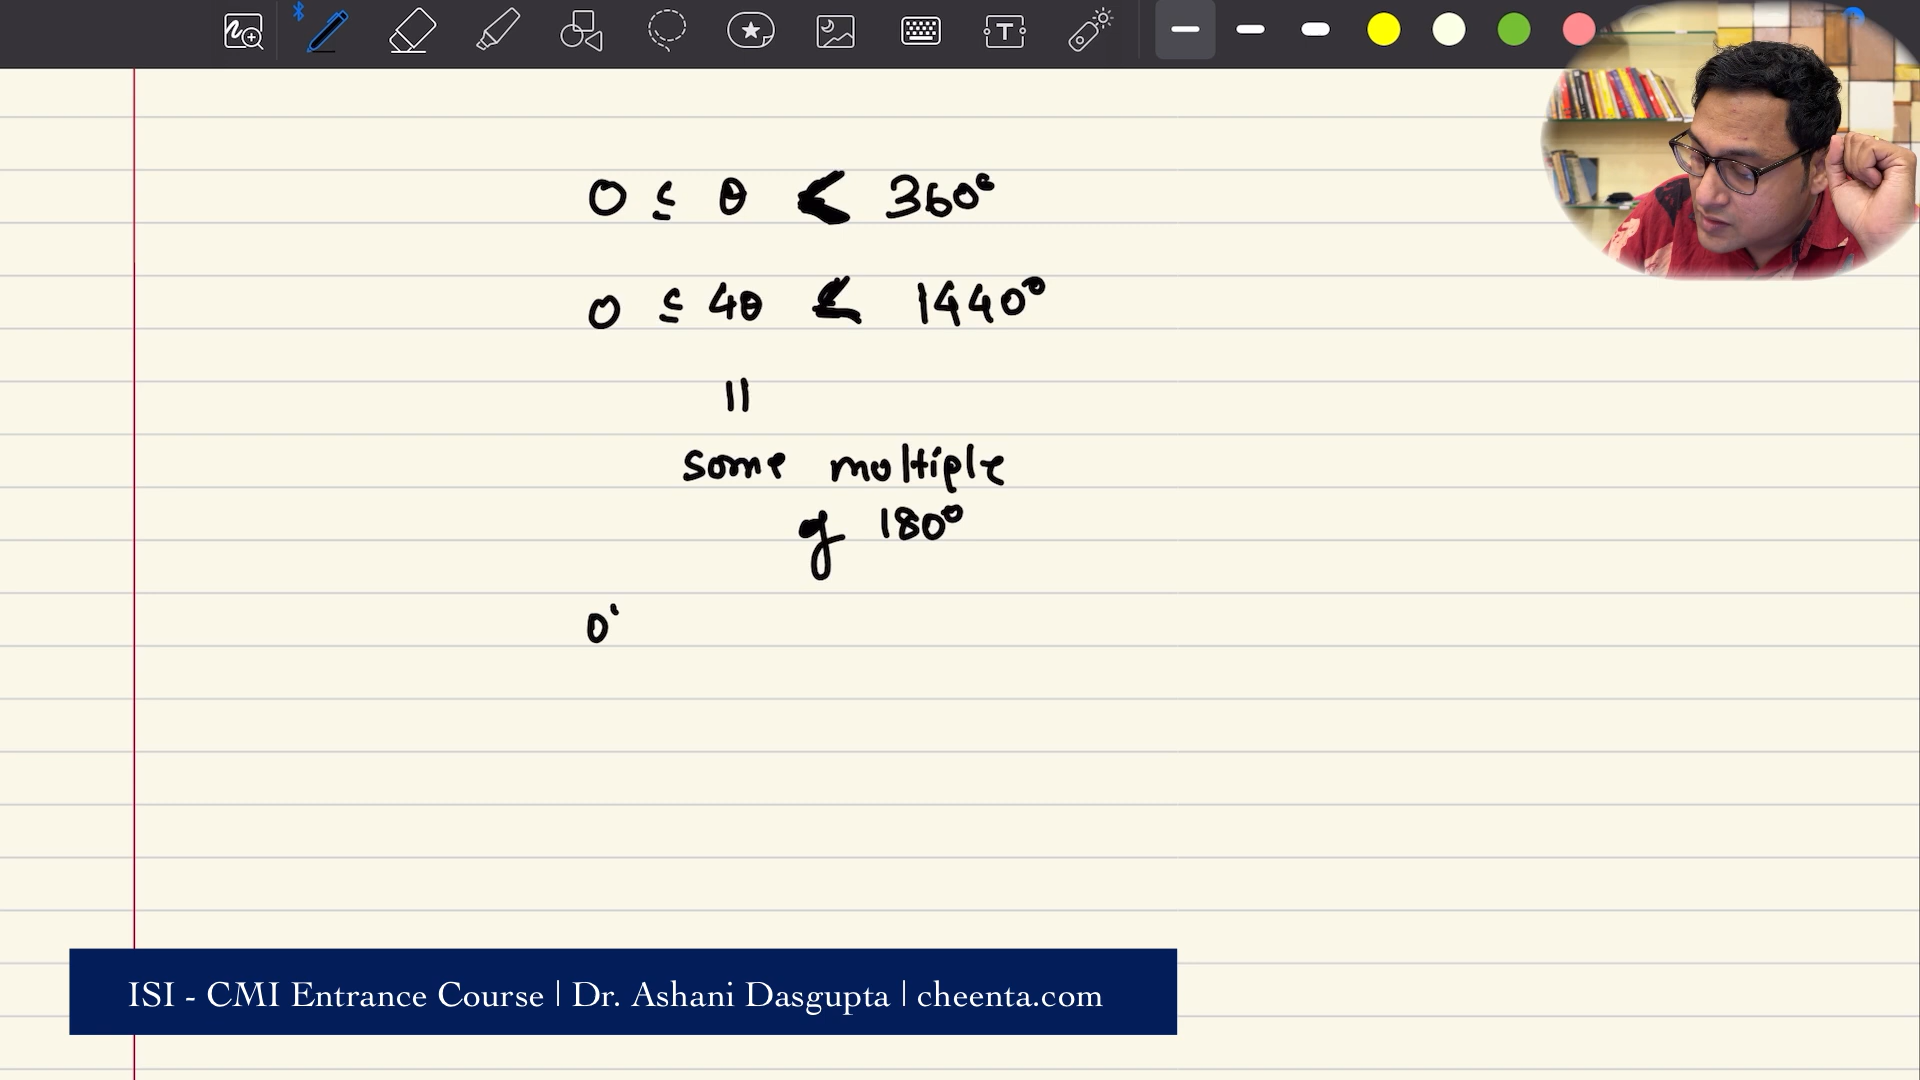 0 ≤ θ < 360°
0 ≤ 4θ < 1440°
||
some multiple
of 180°
0°
ISI - CMI Entrance Course | Dr. Ashani Dasgupta | cheenta.com